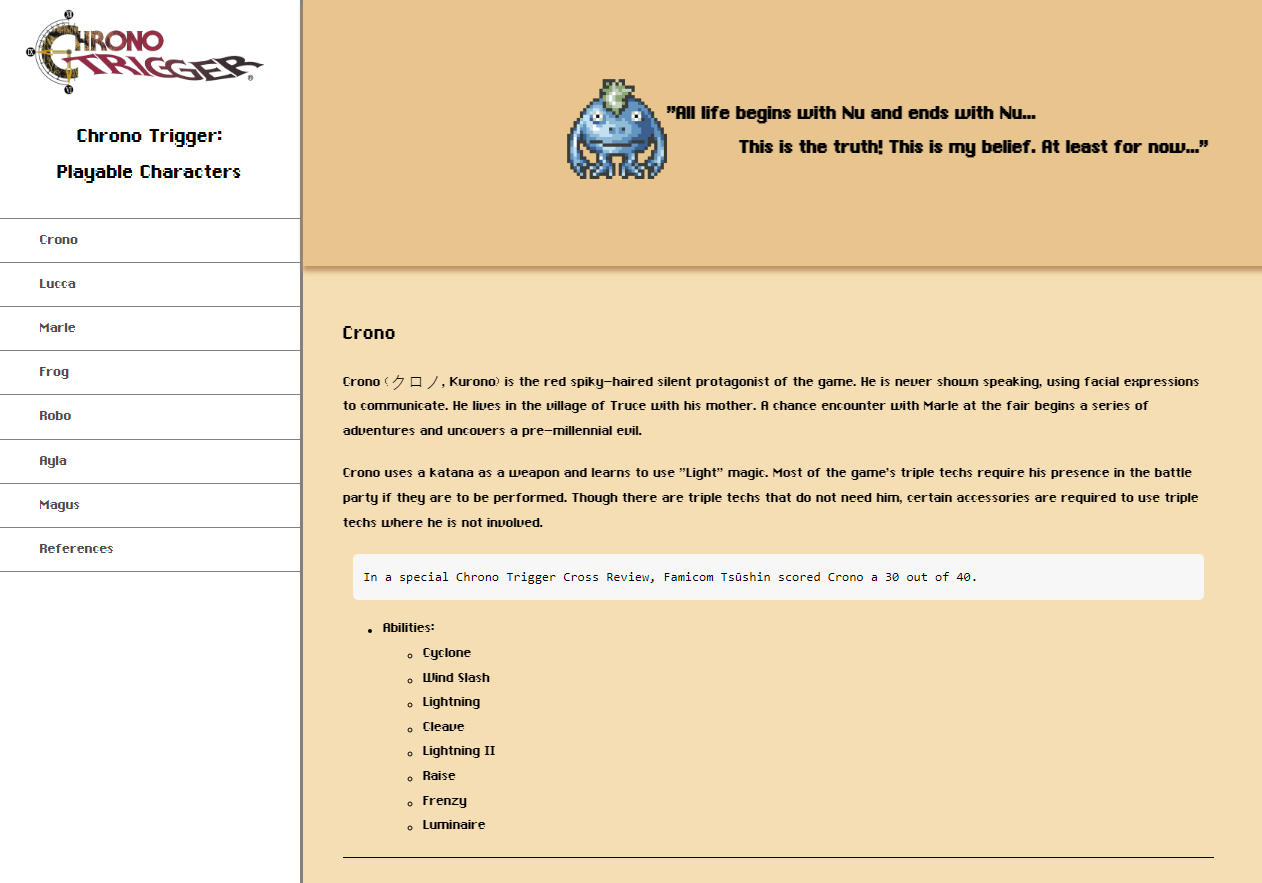 CHRONO
TRIGGER®
Chrono Trigger:
Playable Characters
Crono
Lucca
Marle
Frog
Robo
Ayla
Magus
References
"All life begins with Nu and ends with Nu...
This is the truth! This is my belief. At least for now..."
Crono
Crono (クロノ, Kurono) is the red spiky-haired silent protagonist of the game. He is never shown speaking, using facial expressions
to communicate. He lives in the village of Truce with his mother. A chance encounter with Marle at the fair begins a series of
adventures and uncovers a pre-millennial evil.
Crono uses a katana as a weapon and learns to use "Light" magic. Most of the game's triple techs require his presence in the battle
party if they are to be performed. Though there are triple techs that do not need him, certain accessories are required to use triple
techs where he is not involved.
In a special Chrono Trigger Cross Review, Famicom Tsūshin scored Crono a 30 out of 40.
Abilities:
Cyclone
Wind Slash
Lightning
Cleave
Lightning II
Raise
Frenzy
Luminaire